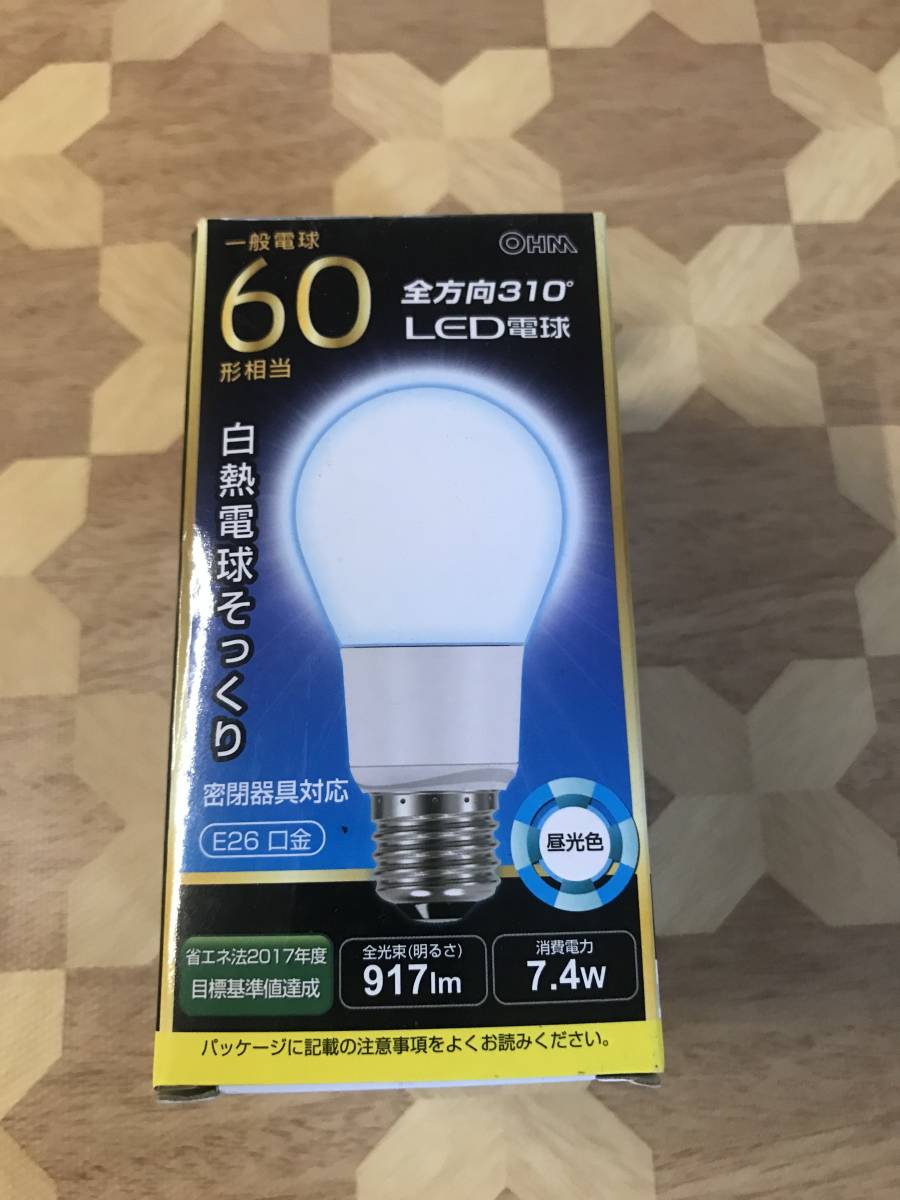 一般電球
60
形相当
OHM
全方向310°
LED電球
白熱電球そっくり
密閉器具対応
E26 口金
昼光色
省エネ法2017年度
目標基準値達成
全光束(明るさ)
917lm
消費電力
7.4W
パッケージに記載の注意事項をよくお読みください。